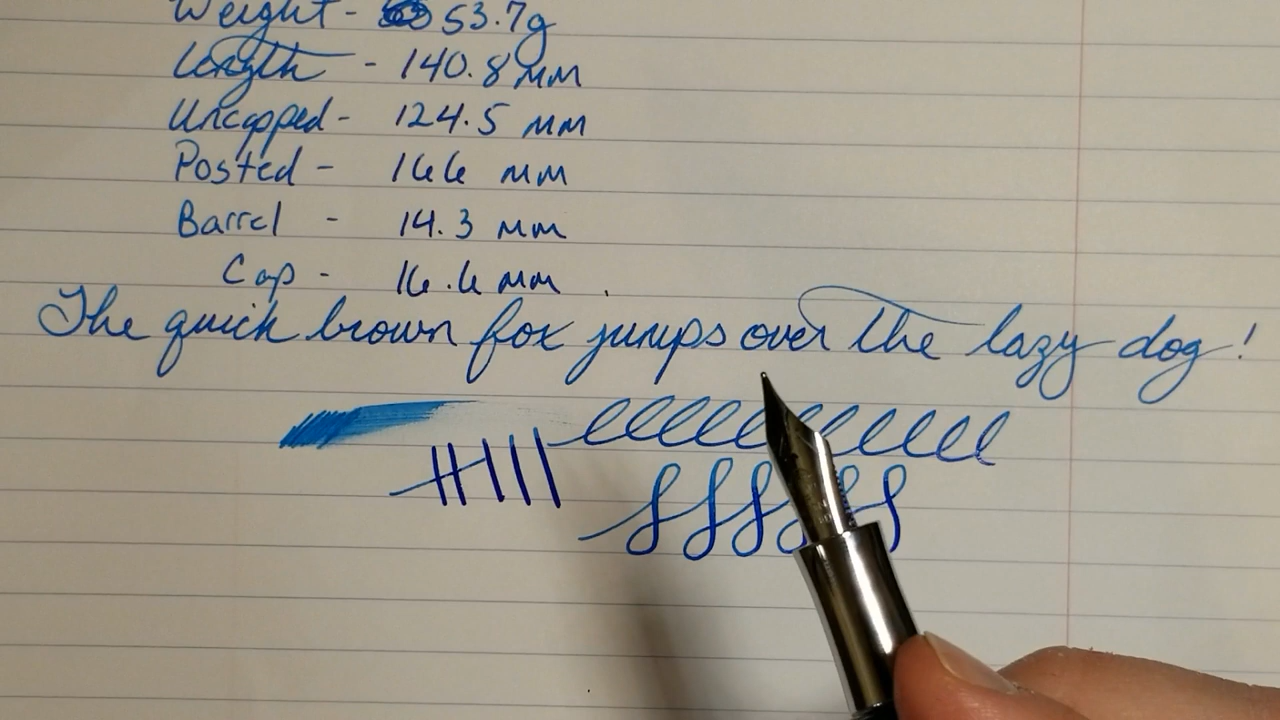 Weight - 53.7g
Length - 140.8 mm
Uncapped - 124.5 mm
Posted - 166 mm
Barrel - 14.3 mm
Cap - 16.6 mm
The quick brown fox jumps over the lazy dog!